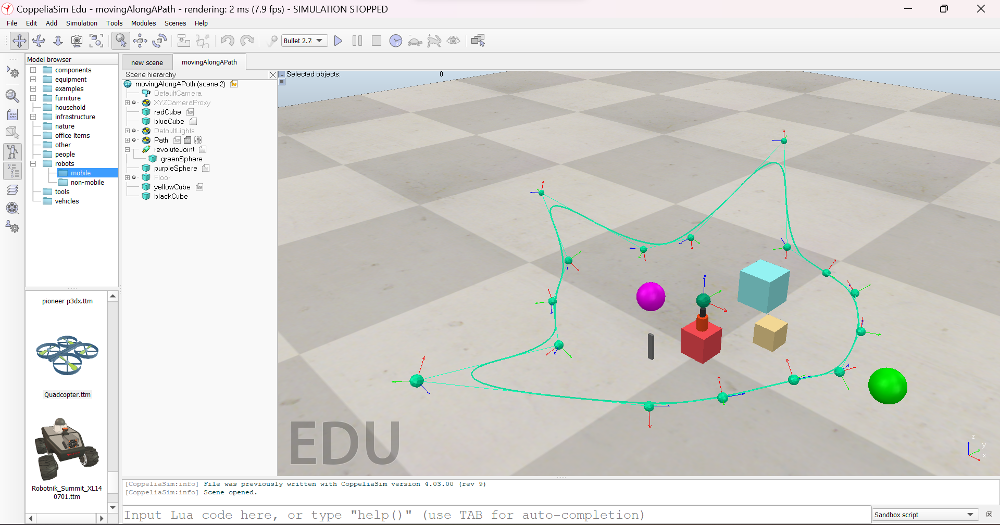 CoppeliaSim Edu - movingAlongAPath - rendering: 2 ms (7.9 fps) - SIMULATION STOPPED
File Edit Add Simulation Tools Modules Scenes Help
Bullet 2.7
Model browser
components
equipment
examples
furniture
household
infrastructure
nature
office items
other
people
robots
mobile
non-mobile
tools
vehicles
pioneer p3dx.ttm
Quadcopter.ttm
Robotnik_Summit_XL14
0701.ttm
new scene
movingAlongAPath
Scene hierarchy
movingAlongAPath (scene 2)
DefaultCamera
XYZCameraProxy
redCube
blueCube
DefaultLights
Path
revoluteJoint
greenSphere
purpleSphere
Floor
yellowCube
blackCube
Selected objects: 0
EDU
z
y
x
[CoppeliaSim:info] File was previously written with CoppeliaSim version 4.03.00 (rev 9)
[CoppeliaSim:info] Scene opened.
Input Lua code here, or type "help()" (use TAB for auto-completion)
Sandbox script